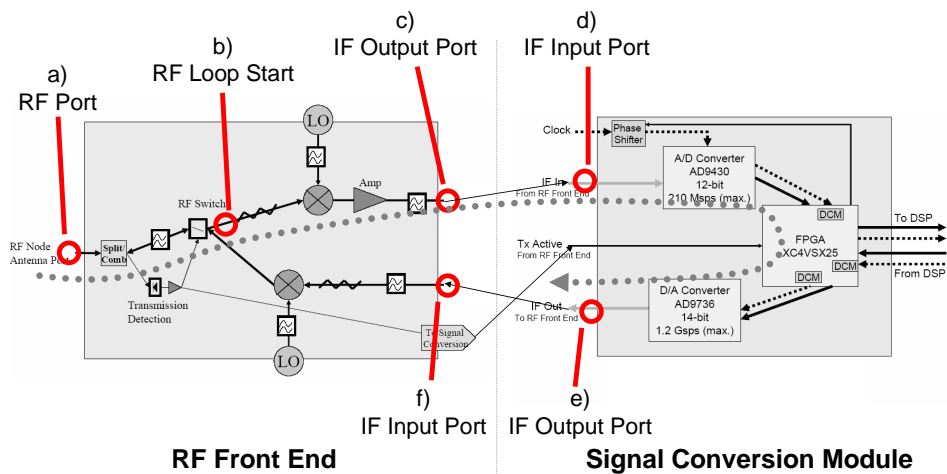 a)
RF Port
b)
RF Loop Start
c)
IF Output Port
d)
IF Input Port
LO
Amp
RF Switch
RF Node
Antenna Port
Split/
Comb
Transmission
Detection
LO
To Signal
Conversion
f)
IF Input Port
RF Front End
Clock
Phase
Shifter
A/D Converter
AD9430
12-bit
210 Msps (max.)
IF In
From RF Front End
DCM
To DSP
Tx Active
From RF Front End
FPGA
XC4VSX25
DCM
DCM
From DSP
D/A Converter
AD9736
14-bit
1.2 Gsps (max.)
IF Out
To RF Front End
e)
IF Output Port
Signal Conversion Module